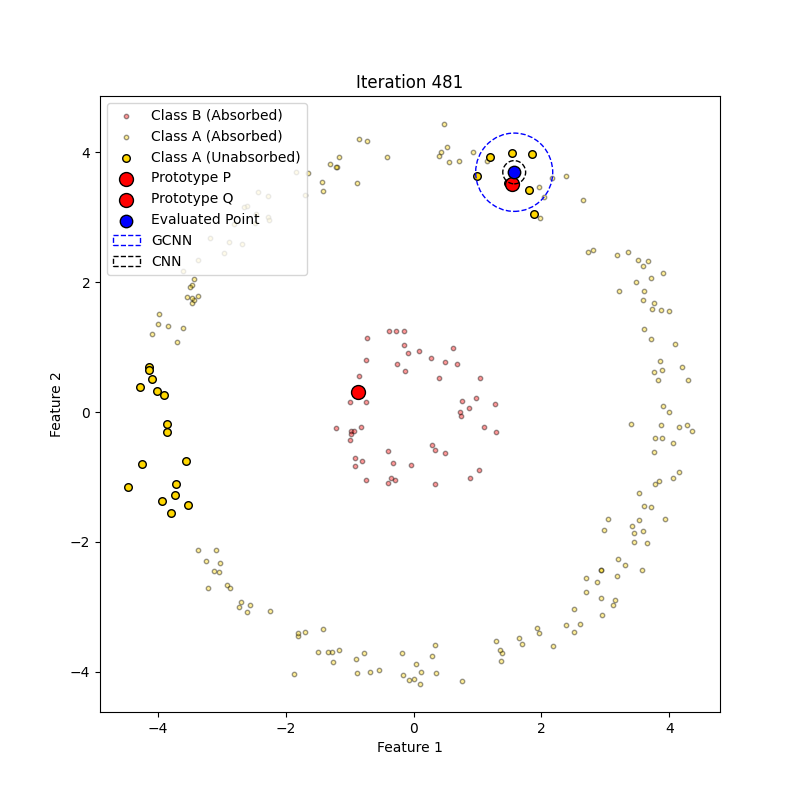 Iteration 481
Class B (Absorbed)
Class A (Absorbed)
Class A (Unabsorbed)
Prototype P
Prototype Q
Evaluated Point
GCNN
CNN
4
2
0
−2
−4
Feature 2
−4
−2
0
2
4
Feature 1